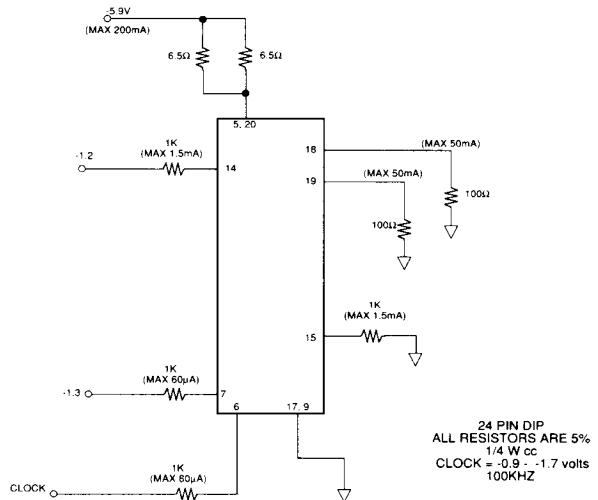 -5.9V
(MAX 200mA)
6.5Ω
6.5Ω
5, 20
1K
(MAX 1.5mA)
-1.2
14
18
(MAX 50mA)
19
(MAX 50mA)
100Ω
100Ω
1K
(MAX 1.5mA)
15
1K
(MAX 60µA)
-1.3
7
6
17, 9
1K
(MAX 60µA)
CLOCK
24 PIN DIP
ALL RESISTORS ARE 5%
1/4 W cc
CLOCK = -0.9 - -1.7 volts
100KHZ